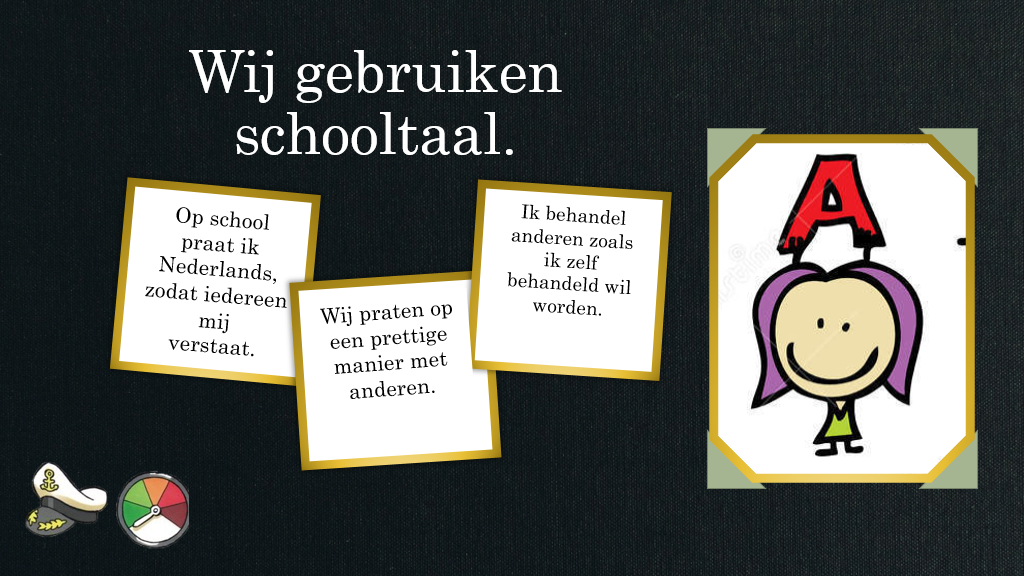 Wij gebruiken
schooltaal.
Op school
praat ik
Nederlands,
zodat iedereen
mij
verstaat.
Wij praten op
een prettige
manier met
anderen.
Ik behandel
anderen zoals
ik zelf
behandeld wil
worden.
A